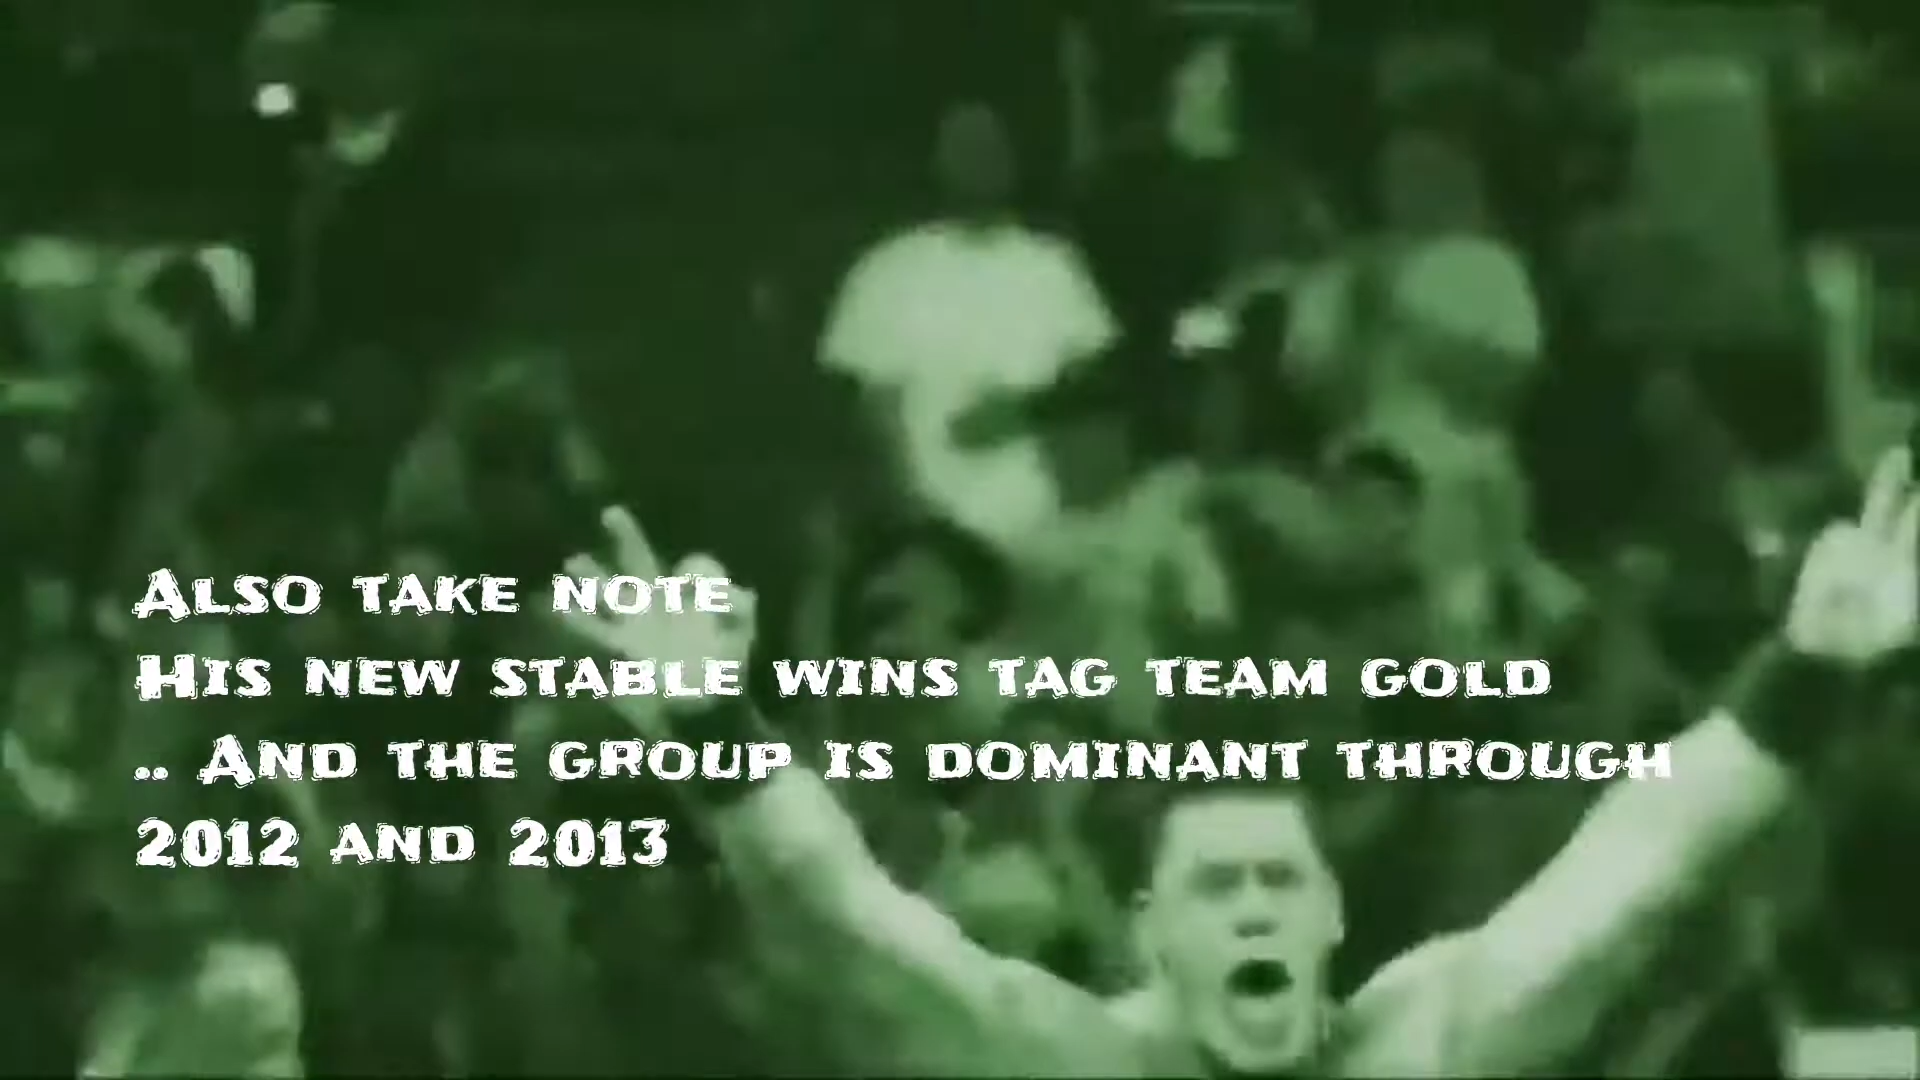 Also take note
His new stable wins tag team gold
.. And the group is dominant through
2012 and 2013